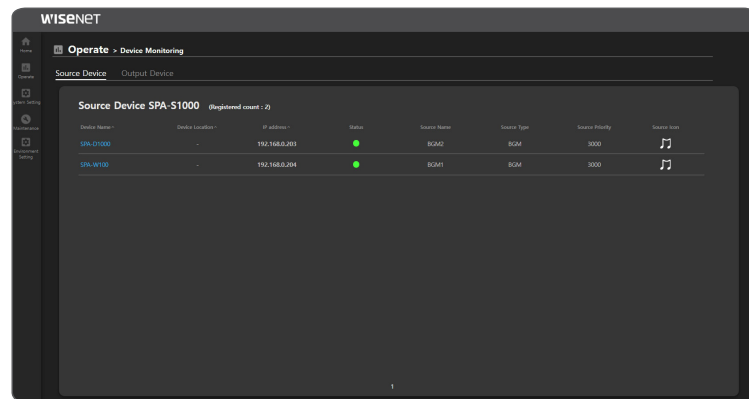 WISENET
Home
Operate
ystem Setting
Maintenance
Environment
Setting
Operate > Device Monitoring
Source Device Output Device
Source Device SPA-S1000 (Registered count : 2)
Device Name Device Location IP address Status Source Name Source Type Source Priority Source Icon
SPA-D1000 - 192.168.0.203 BGM2 BGM 3000
SPA-W100 - 192.168.0.204 BGM1 BGM 3000
1